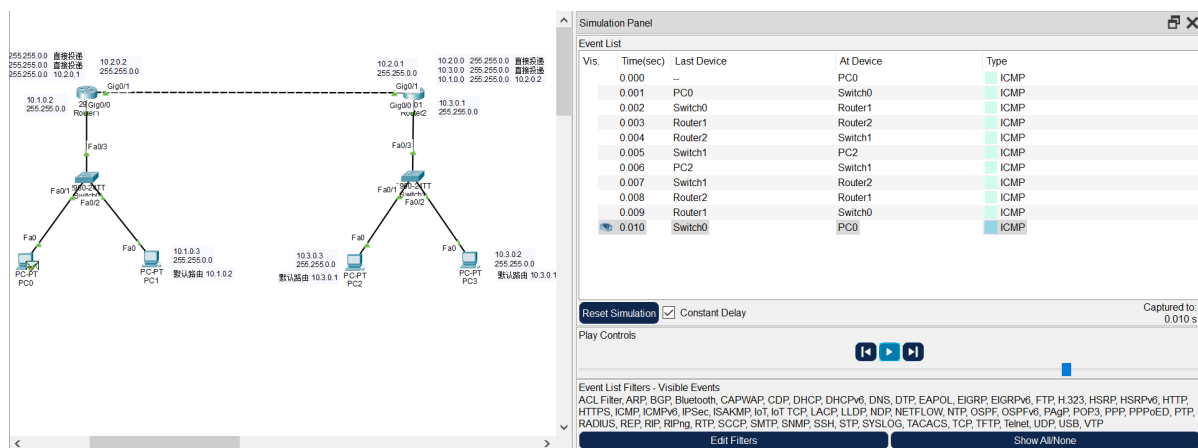 Simulation Panel
Event List
Vis. Time(sec) Last Device At Device Type
0.000 -- PC0 ICMP
0.001 PC0 Switch0 ICMP
0.002 Switch0 Router1 ICMP
0.003 Router1 Router2 ICMP
0.004 Router2 Switch1 ICMP
0.005 Switch1 PC2 ICMP
0.006 PC2 Switch1 ICMP
0.007 Switch1 Router2 ICMP
0.008 Router2 Router1 ICMP
0.009 Router1 Switch0 ICMP
0.010 Switch0 PC0 ICMP
Reset Simulation Constant Delay
Captured to:
0.010 s
Play Controls
Event List Filters - Visible Events
ACL Filter, ARP, BGP, Bluetooth, CAPWAP, CDP, DHCP, DHCPv6, DNS, DTP, EAPOL, EIGRP, EIGRPv6, FTP, H.323, HSRP, HSRPv6, HTTP,
HTTPS, ICMP, ICMPv6, IPSec, ISAKMP, IoT, IoT TCP, LACP, LLDP, NDP, NETFLOW, NTP, OSPF, OSPFv6, PAgP, POP3, PPP, PPPoED, PTP,
RADIUS, REP, RIP, RIPng, RTP, SCCP, SMTP, SNMP, SSH, STP, SYSLOG, TACACS, TCP, TFTP, Telnet, UDP, USB, VTP
Edit Filters Show All/None
255.255.0.0 直接投递
255.255.0.0 直接投递
255.255.0.0 10.2.0.1
10.2.0.2
255.255.0.0
Gig0/1
10.1.0.2
255.255.0.0
Gig0/0
Fa0/3
Fa0/1
Fa0/2
Fa0
PC-PT
PC0
Fa0
PC-PT
PC1
10.1.0.3
255.255.0.0
默认路由 10.1.0.2
10.2.0.1
255.255.0.0
10.2.0.0 255.255.0.0 直接投递
10.3.0.0 255.255.0.0 直接投递
10.1.0.0 255.255.0.0 10.2.0.2
Gig0/1
Gig0/0
10.3.0.1
255.255.0.0
Fa0/3
Fa0/1
Fa0/2
Fa0
10.3.0.3
255.255.0.0
默认路由 10.3.0.1
PC-PT
PC2
Fa0
PC-PT
PC3
10.3.0.2
255.255.0.0
默认路由 10.3.0.1